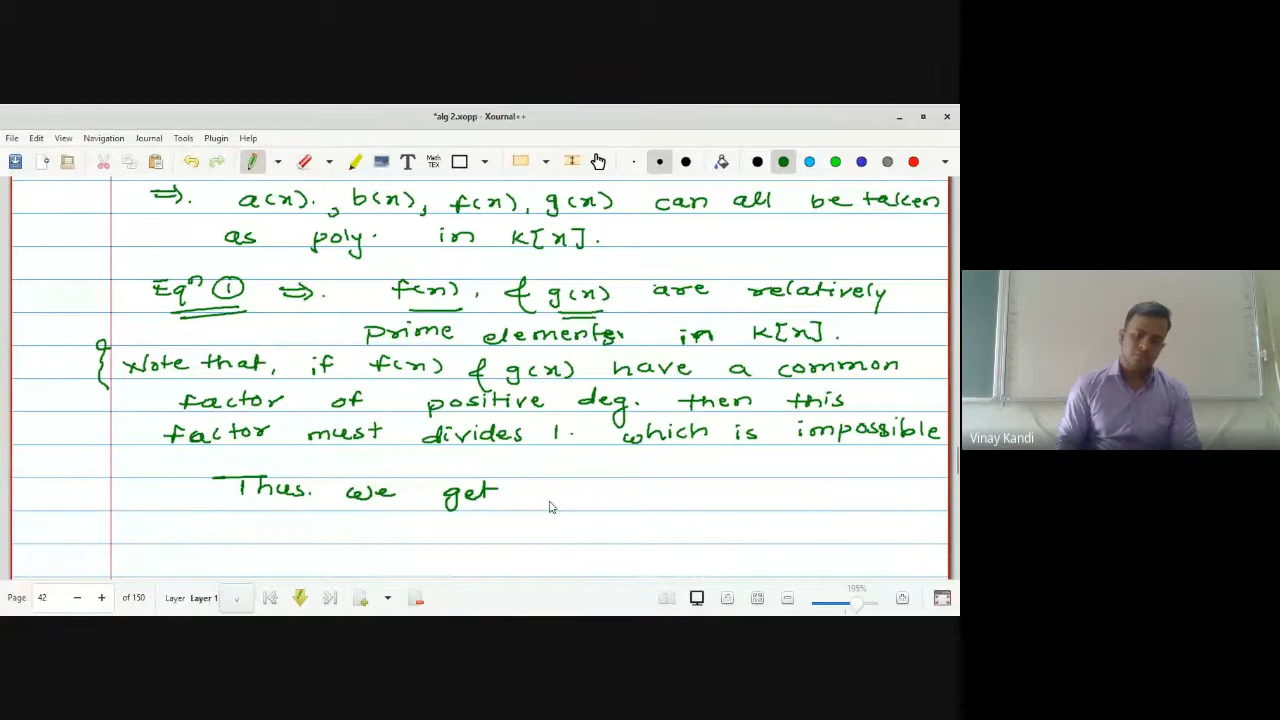 *alg 2.xopp - Xournal++
File Edit View Navigation Journal Tools Plugin Help
⇒. a(x)., b(x), f(x), g(x) can all be taken
as poly. in K[x].
Eqⁿ ① ⇒. f(x), & g(x) are relatively
prime elements. in K[x].
Note that, if f(x) & g(x) have a common
factor of positive deg. then this
factor must divides 1. which is impossible
Thus. we get
Vinay Kandi
Page 42 of 150 Layer Layer 1 195%